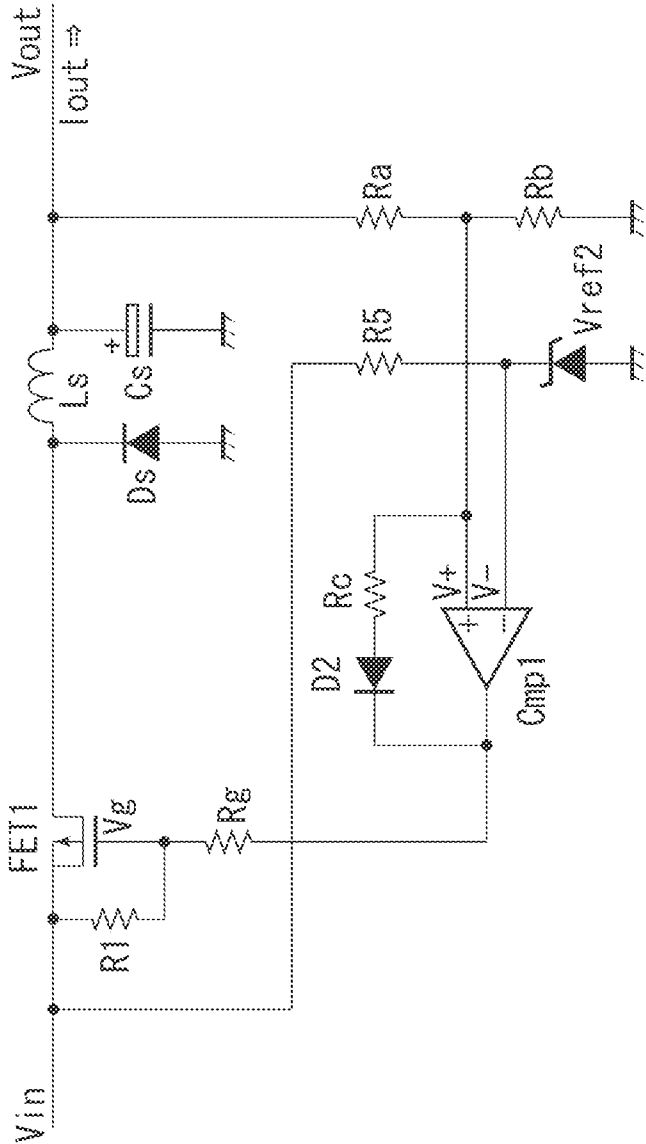 Vin
FET1
Vout
Iout ⇒
R1
Vg
Rg
Ds
Ls
+
Cs
D2
Rc
R5
Ra
Cmp1
+
−
V+
V−
Vref2
Rb